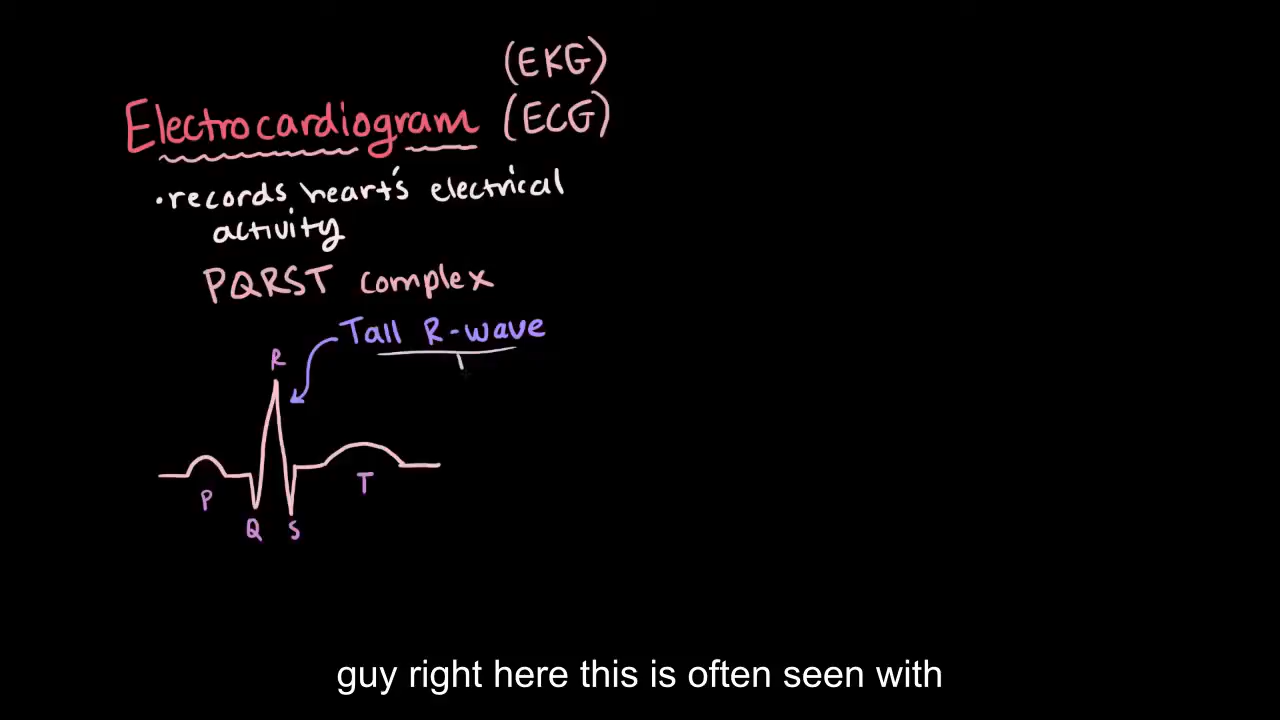 (EKG)
Electrocardiogram (ECG)
• records heart's electrical
activity
PQRST complex
Tall R-wave
R
P
T
Q
S
guy right here this is often seen with